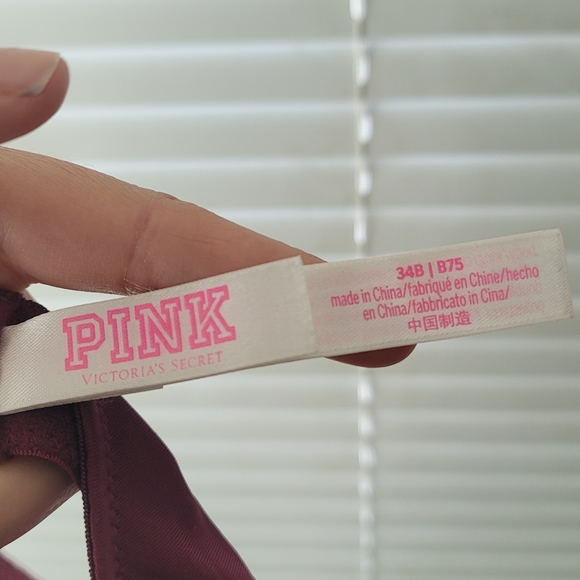 PINK
VICTORIA'S SECRET
34B | B75
made in China/fabriqué en Chine/hecho
en China/fabbricato in Cina/
中国制造